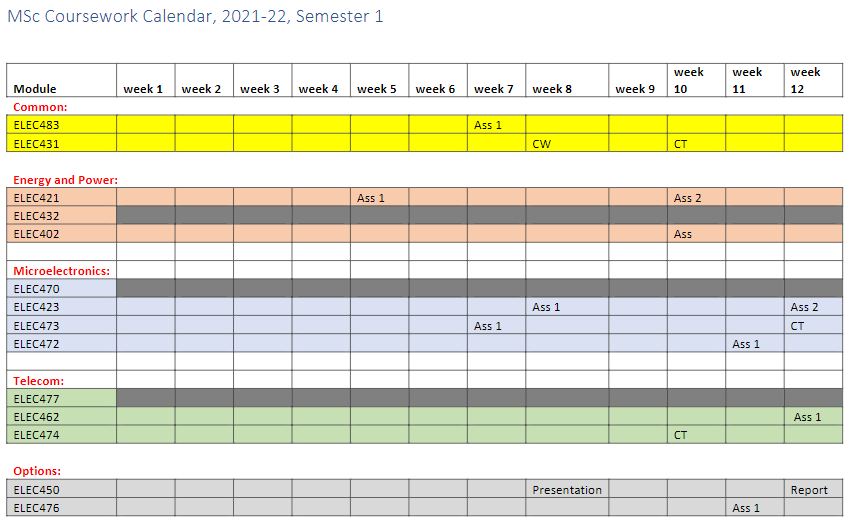 MSc Coursework Calendar, 2021-22, Semester 1
Module week 1 week 2 week 3 week 4 week 5 week 6 week 7 week 8 week 9 week 10 week 11 week 12
Common:
ELEC483 Ass 1
ELEC431 CW CT
Energy and Power:
ELEC421 Ass 1 Ass 2
ELEC432
ELEC402 Ass
Microelectronics:
ELEC470
ELEC423 Ass 1 Ass 2
ELEC473 Ass 1 CT
ELEC472 Ass 1
Telecom:
ELEC477
ELEC462 Ass 1
ELEC474 CT
Options:
ELEC450 Presentation Report
ELEC476 Ass 1